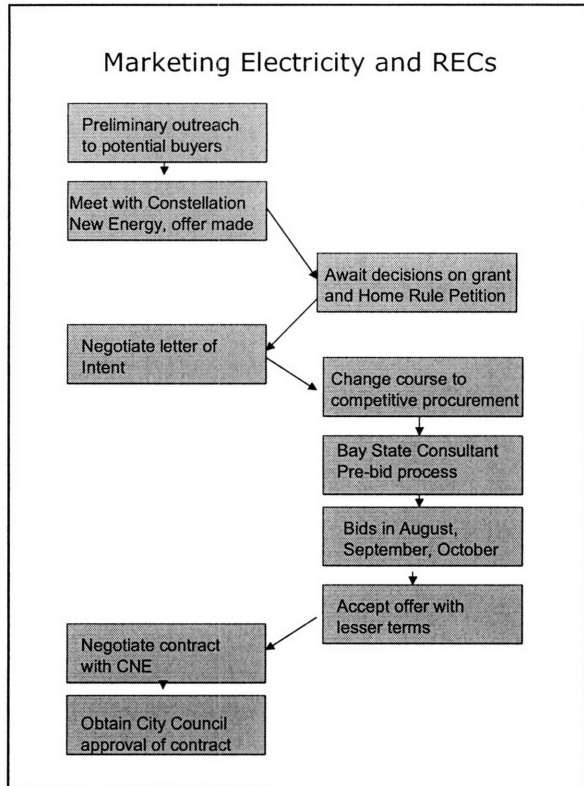 Marketing Electricity and RECs
Preliminary outreach
to potential buyers
Meet with Constellation
New Energy, offer made
Await decisions on grant
and Home Rule Petition
Negotiate letter of
Intent
Change course to
competitive procurement
Bay State Consultant
Pre-bid process
Bids in August,
September, October
Accept offer with
lesser terms
Negotiate contract
with CNE
Obtain City Council
approval of contract